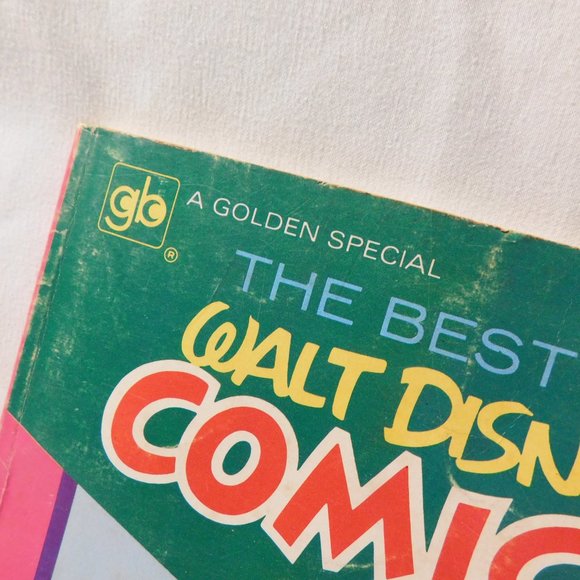 gb
®
A GOLDEN SPECIAL
THE BEST
WALT DISN
COMIC